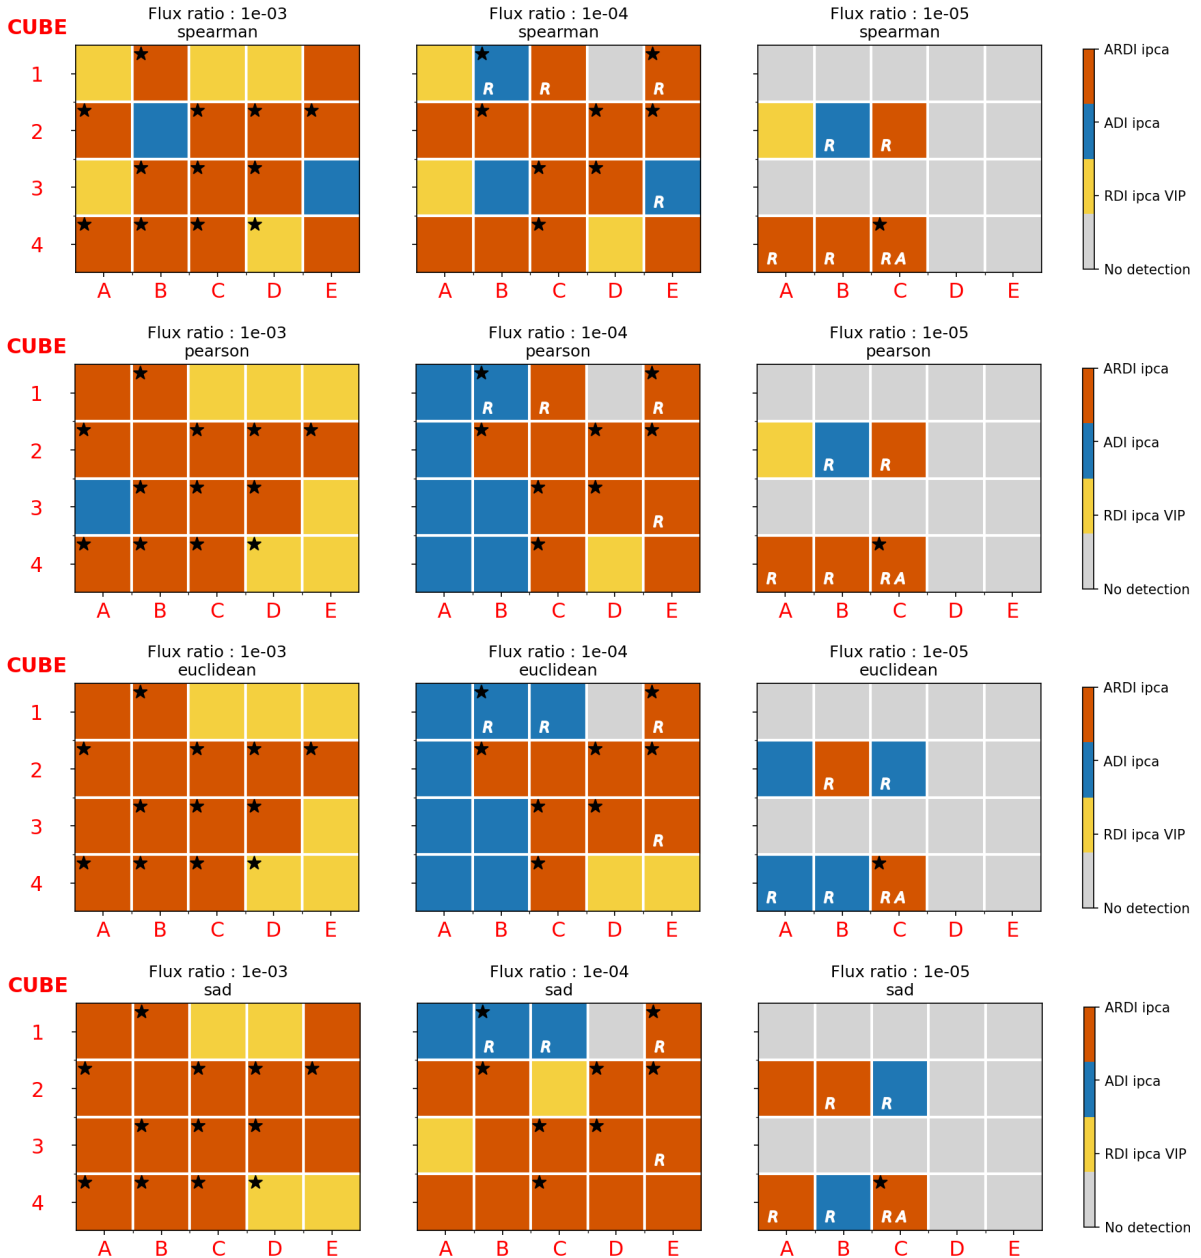 CUBE
Flux ratio : 1e-03
spearman
Flux ratio : 1e-04
spearman
Flux ratio : 1e-05
spearman
1
R
R
R
2
R
R
3
R
4
R
R
R A
A B C D E
A B C D E
A B C D E
ARDI ipca
ADI ipca
RDI ipca VIP
No detection
CUBE
Flux ratio : 1e-03
pearson
Flux ratio : 1e-04
pearson
Flux ratio : 1e-05
pearson
1
R
R
R
2
R
R
3
R
4
R
R
R A
A B C D E
A B C D E
A B C D E
ARDI ipca
ADI ipca
RDI ipca VIP
No detection
CUBE
Flux ratio : 1e-03
euclidean
Flux ratio : 1e-04
euclidean
Flux ratio : 1e-05
euclidean
1
R
R
R
2
R
R
3
R
4
R
R
R A
A B C D E
A B C D E
A B C D E
ARDI ipca
ADI ipca
RDI ipca VIP
No detection
CUBE
Flux ratio : 1e-03
sad
Flux ratio : 1e-04
sad
Flux ratio : 1e-05
sad
1
R
R
R
2
R
R
3
R
4
R
R
R A
A B C D E
A B C D E
A B C D E
ARDI ipca
ADI ipca
RDI ipca VIP
No detection